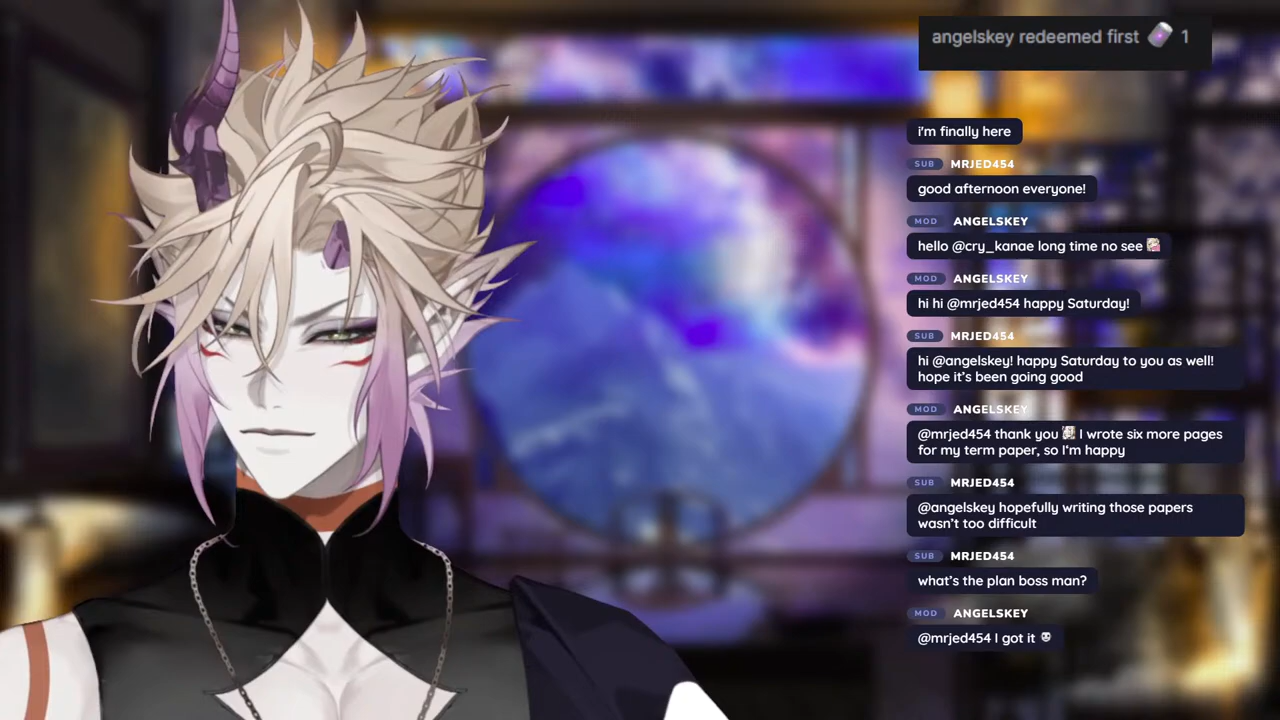 angelskey redeemed first 1
i'm finally here
SUB MRJED454
good afternoon everyone!
MOD ANGELSKEY
hello @cry_kanae long time no see
MOD ANGELSKEY
hi hi @mrjed454 happy Saturday!
SUB MRJED454
hi @angelskey! happy Saturday to you as well!
hope it's been going good
MOD ANGELSKEY
@mrjed454 thank you I wrote six more pages
for my term paper, so I'm happy
SUB MRJED454
@angelskey hopefully writing those papers
wasn't too difficult
SUB MRJED454
what's the plan boss man?
MOD ANGELSKEY
@mrjed454 I got it